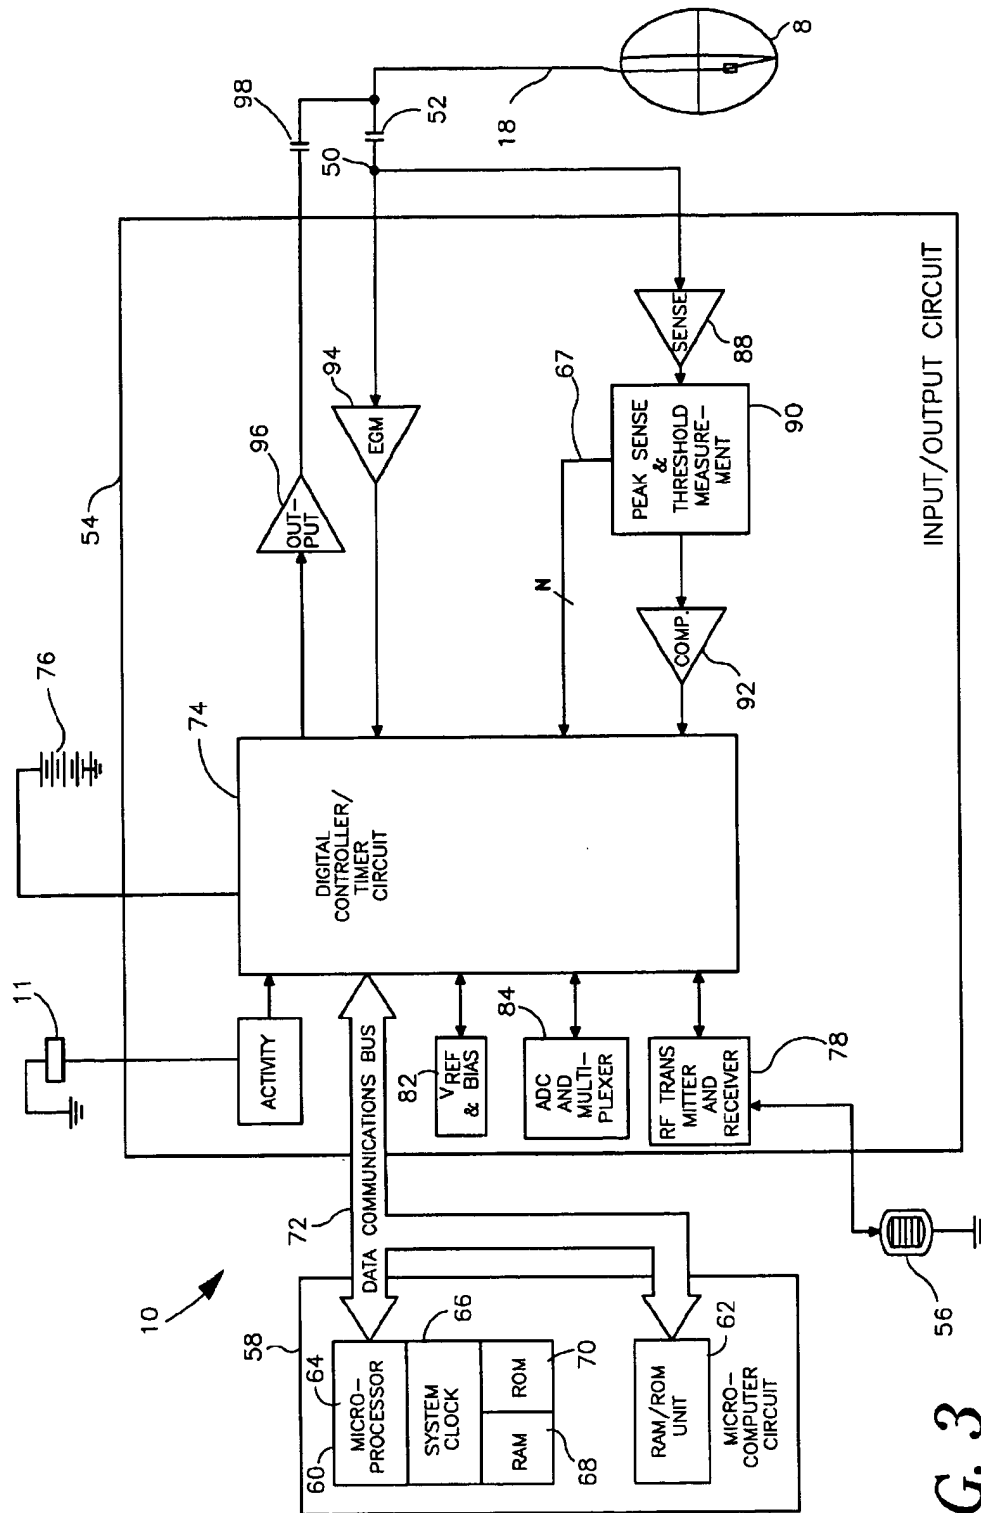 10
58
60
64
MICRO-
PROCESSOR
66
SYSTEM
CLOCK
RAM
ROM
68
70
62
RAM/ROM
UNIT
MICRO-
COMPUTER
CIRCUIT
72
DATA COMMUNICATIONS BUS
11
ACTIVITY
82
VREF
& BIAS
84
ADC
AND
MULTI-
PLEXER
RF TRANS
MITTER
AND
RECEIVER
78
56
76
54
74
DIGITAL
CONTROLLER/
TIMER
CIRCUIT
96
OUT-
PUT
94
EGM
67
N
COMP.
92
PEAK SENSE
&
THRESHOLD
MEASURE-
MENT
90
SENSE
88
INPUT/OUTPUT CIRCUIT
98
50
52
18
8
G. 3